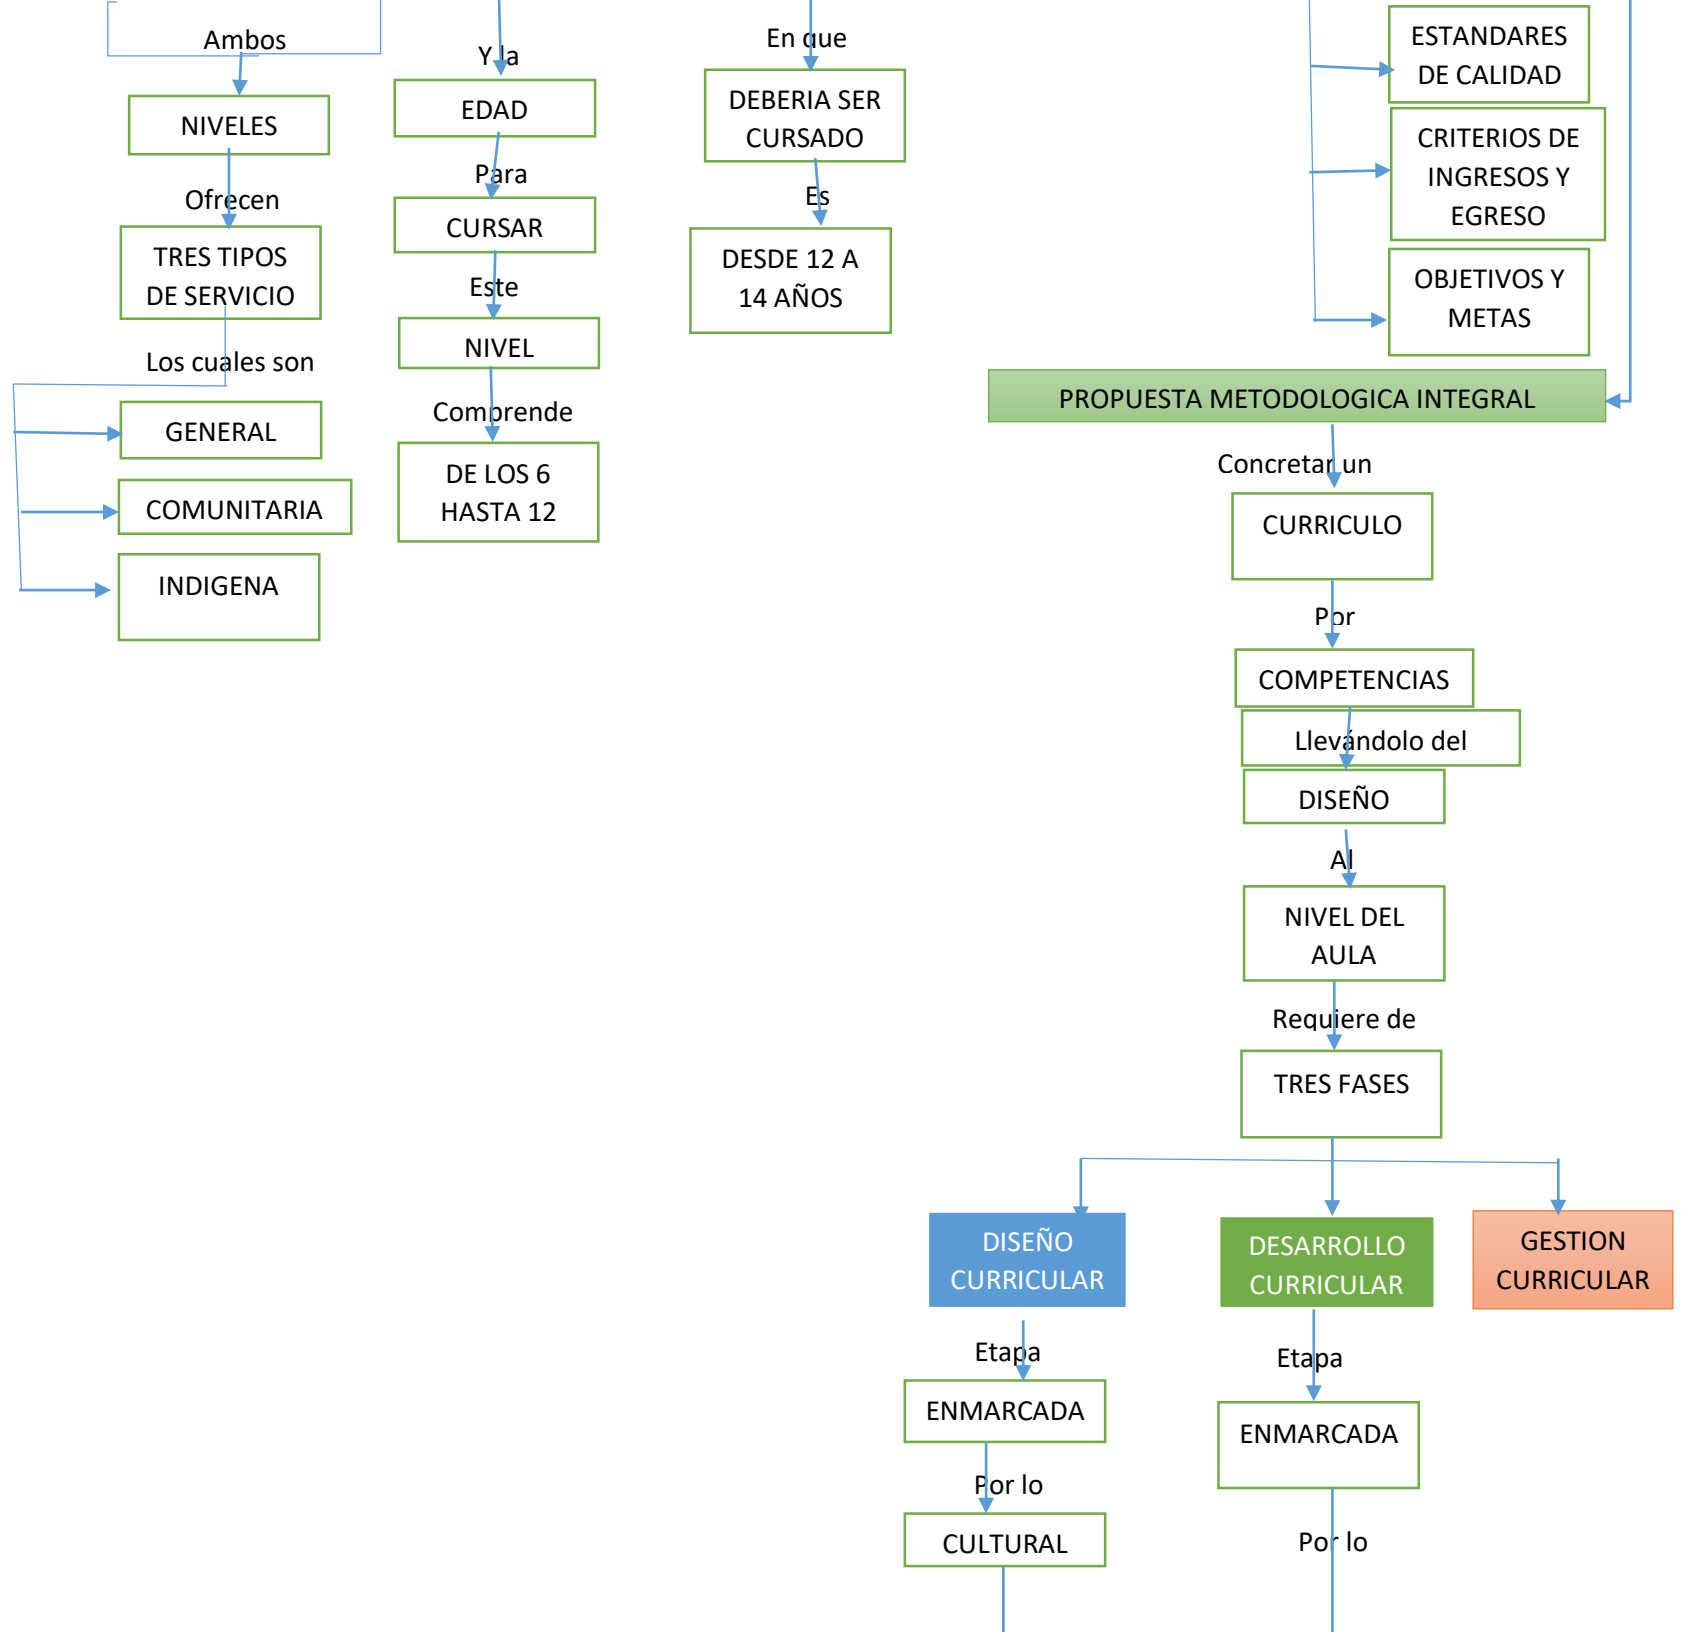 Ambos
NIVELES
Ofrecen
TRES TIPOS
DE SERVICIO
Los cuales son
GENERAL
COMUNITARIA
INDIGENA
Y la
EDAD
Para
CURSAR
Este
NIVEL
Comprende
DE LOS 6
HASTA 12
En que
DEBERIA SER
CURSADO
Es
DESDE 12 A
14 AÑOS
ESTANDARES
DE CALIDAD
CRITERIOS DE
INGRESOS Y
EGRESO
OBJETIVOS Y
METAS
PROPUESTA METODOLOGICA INTEGRAL
Concretar un
CURRICULO
Por
COMPETENCIAS
Llevándolo del
DISEÑO
Al
NIVEL DEL
AULA
Requiere de
TRES FASES
DISEÑO
CURRICULAR
Etapa
ENMARCADA
Por lo
CULTURAL
DESARROLLO
CURRICULAR
Etapa
ENMARCADA
Por lo
GESTION
CURRICULAR